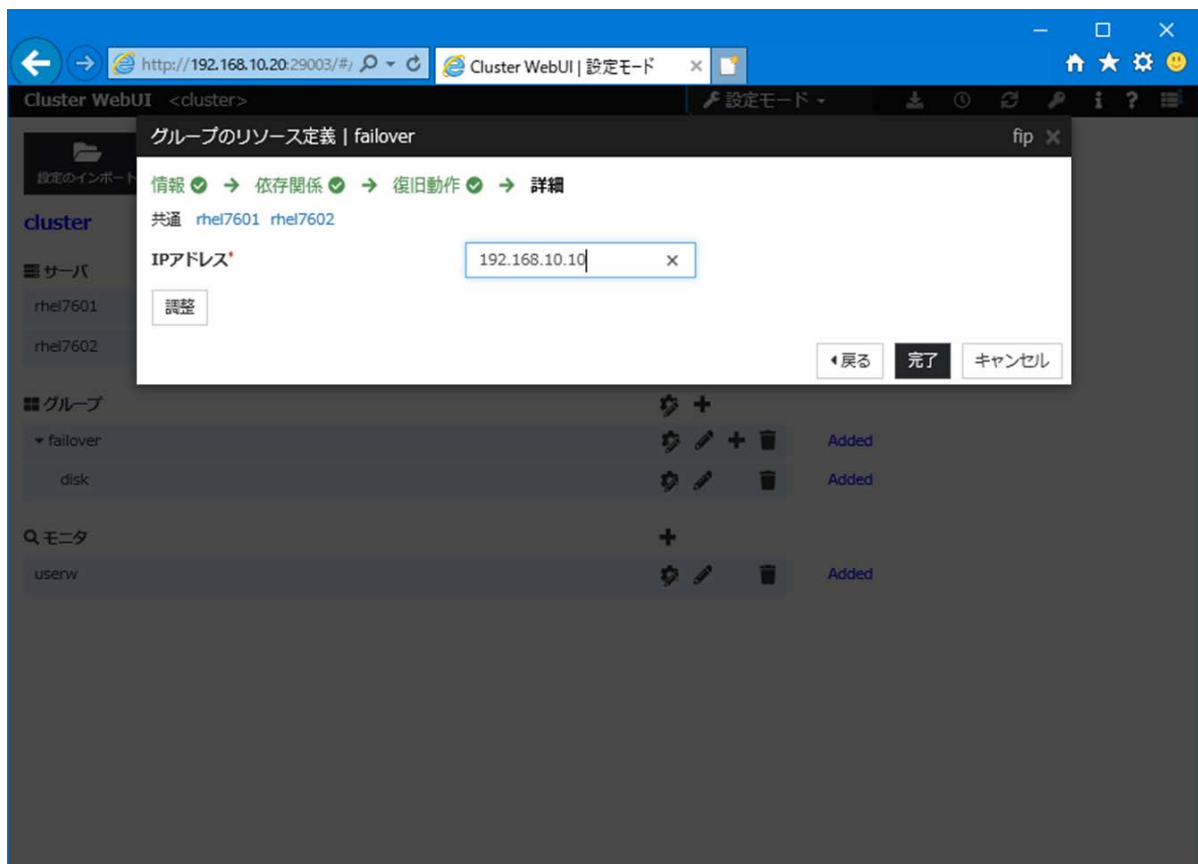 http://192.168.10.20:29003/#/
Cluster WebUI | 設定モード
Cluster WebUI <cluster>
設定モード
グループのリソース定義 | failover
fip
設定のインポート
情報 → 依存関係 → 復旧動作 → 詳細
cluster
共通 rhel7601 rhel7602
IPアドレス*
192.168.10.10
サーバ
rhel7601
調整
rhel7602
戻る 完了 キャンセル
グループ
failover
Added
disk
Added
モニタ
userw
Added